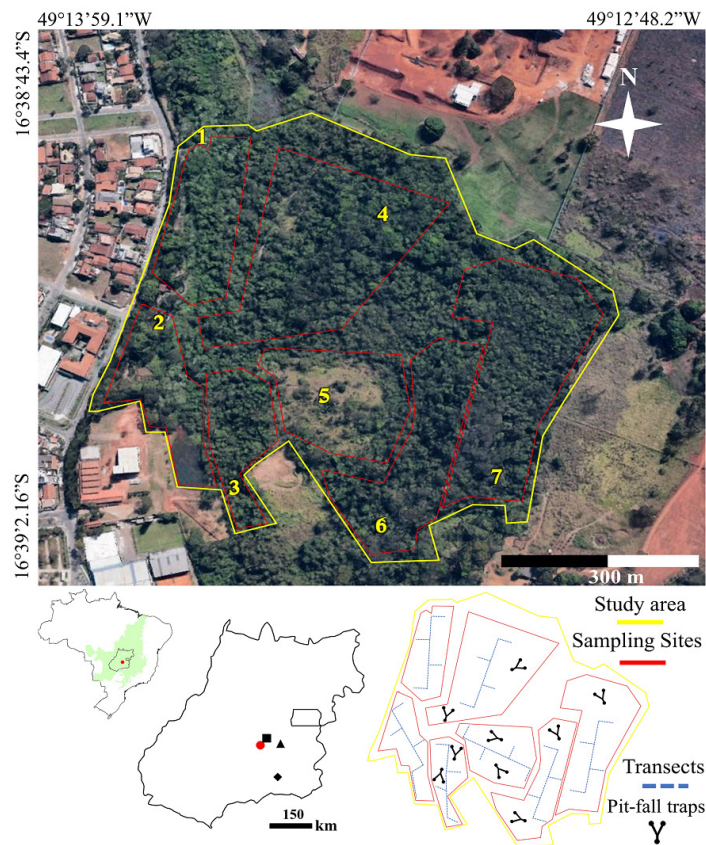 49°13'59.1"W
49°12'48.2"W
16°38'43.4"S
N
1
4
2
5
3
7
6
16°39'2.16"S
300 m
Study area
Sampling Sites
Transects
Pit-fall traps
150
km